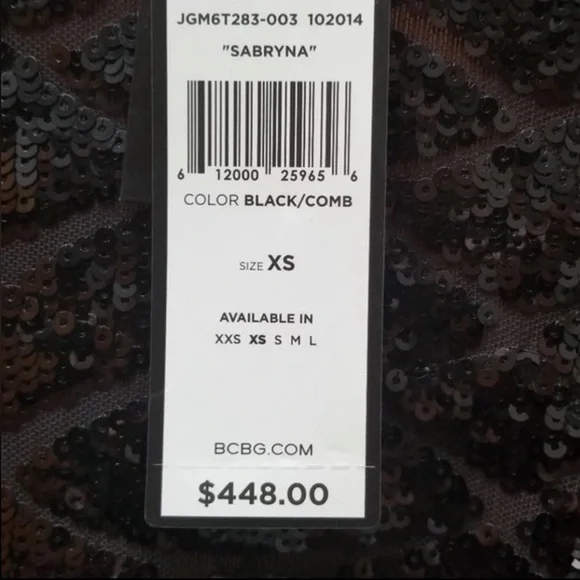 JGM6T283-003 102014
"SABRYNA"
6 12000 25965 6
COLOR BLACK/COMB
SIZE XS
AVAILABLE IN
XXS XS S M L
BCBG.COM
$448.00